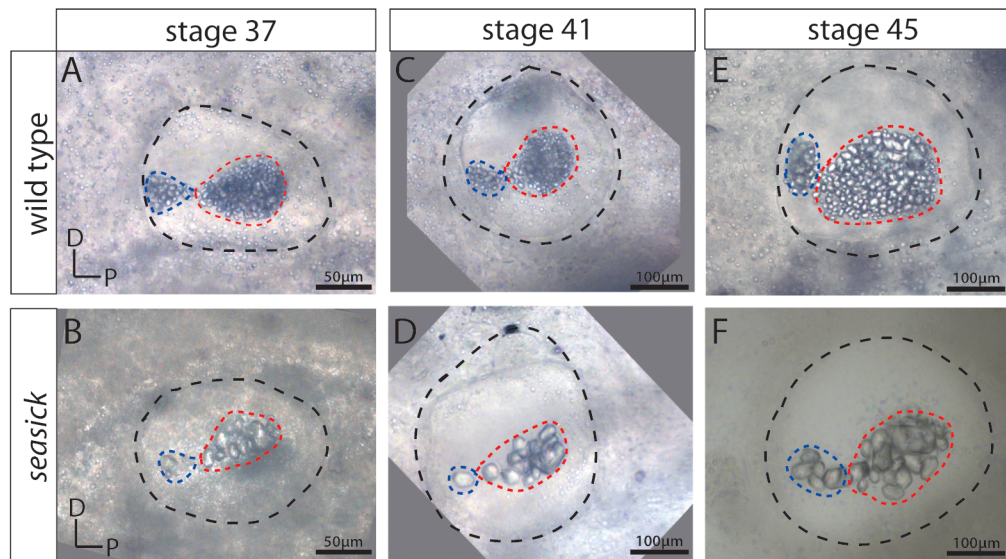 stage 37
stage 41
stage 45
wild type
A
C
E
D
P
50µm
100µm
100µm
seasick
B
D
F
D
P
50µm
100µm
100µm